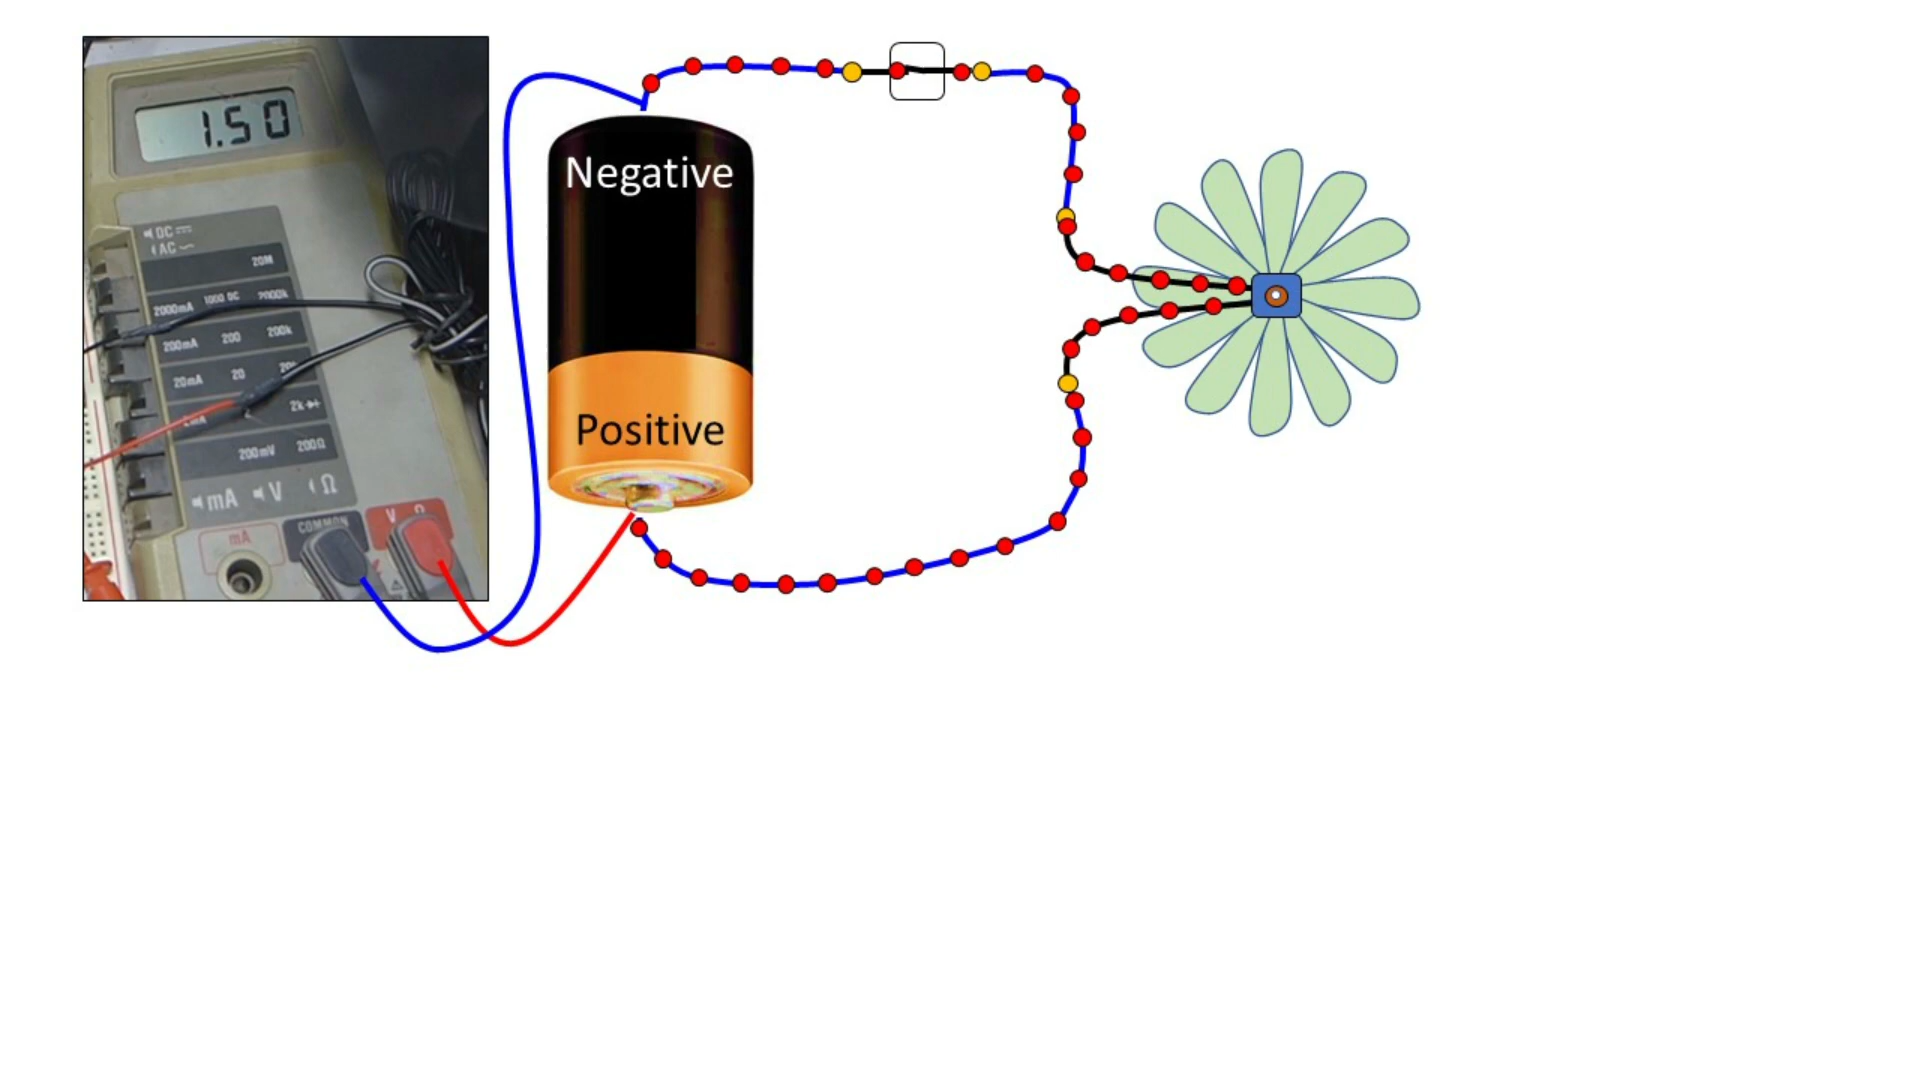 1.50
DC
AC
20M
2000mA 1000 DC 2000k
200mA 200 200k
20mA 20
2k
200mV 200Ω
mA V Ω
mA COMMON V Ω
Negative
Positive